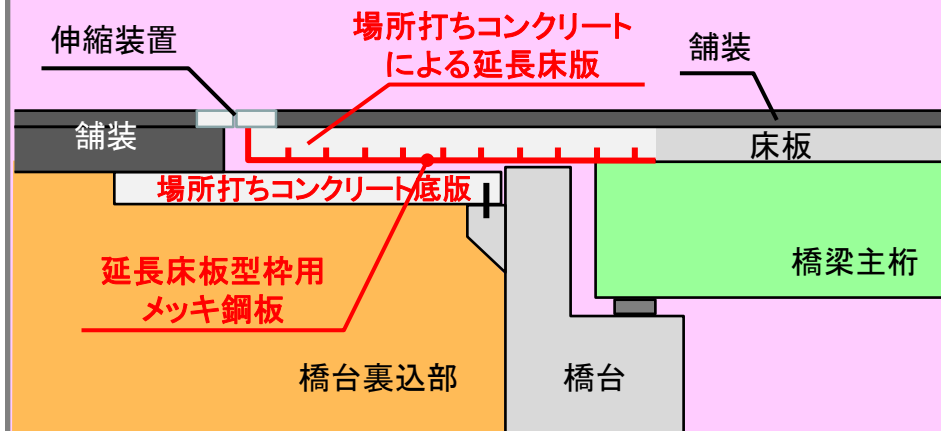 伸縮装置
場所打ちコンクリート
による延長床版
舗装
舗装
床板
場所打ちコンクリート底版
延長床板型枠用
メッキ鋼板
橋梁主桁
橋台裏込部
橋台